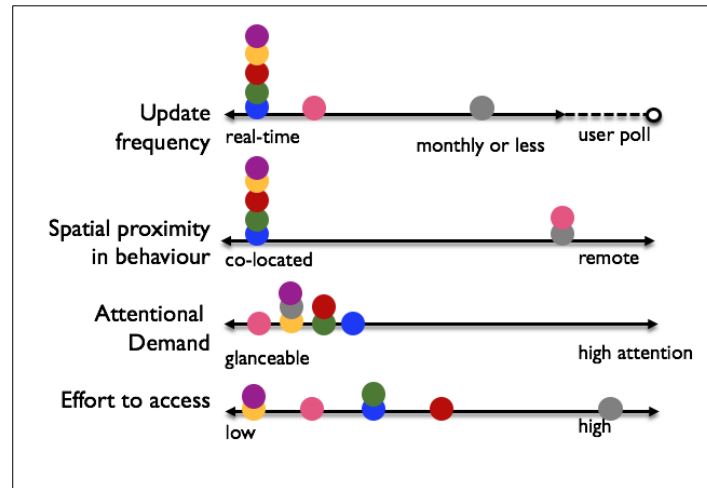 Update
frequency
real-time
monthly or less
user poll
Spatial proximity
in behaviour
co-located
remote
Attentional
Demand
glanceable
high attention
Effort to access
low
high